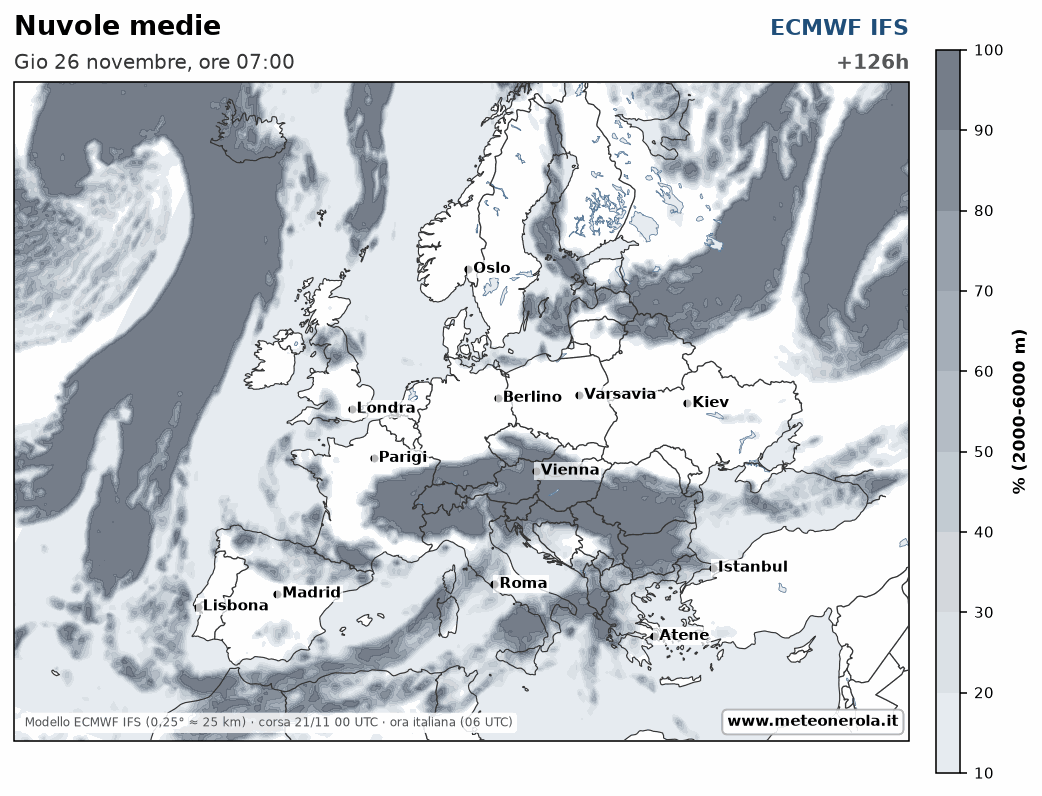 Nuvole medie
ECMWF IFS
Gio 26 novembre, ore 07:00
+126h
100
90
80
70
60
50
40
30
20
10
% (2000-6000 m)
Oslo
Londra
Berlino
Varsavia
Kiev
Parigi
Vienna
Istanbul
Roma
Madrid
Lisbona
Atene
Modello ECMWF IFS (0,25° ≈ 25 km) · corsa 21/11 00 UTC · ora italiana (06 UTC)
www.meteonerola.it